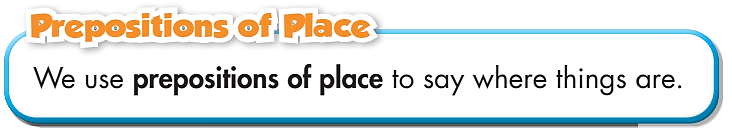 Prepositions of Place
We use prepositions of place to say where things are.